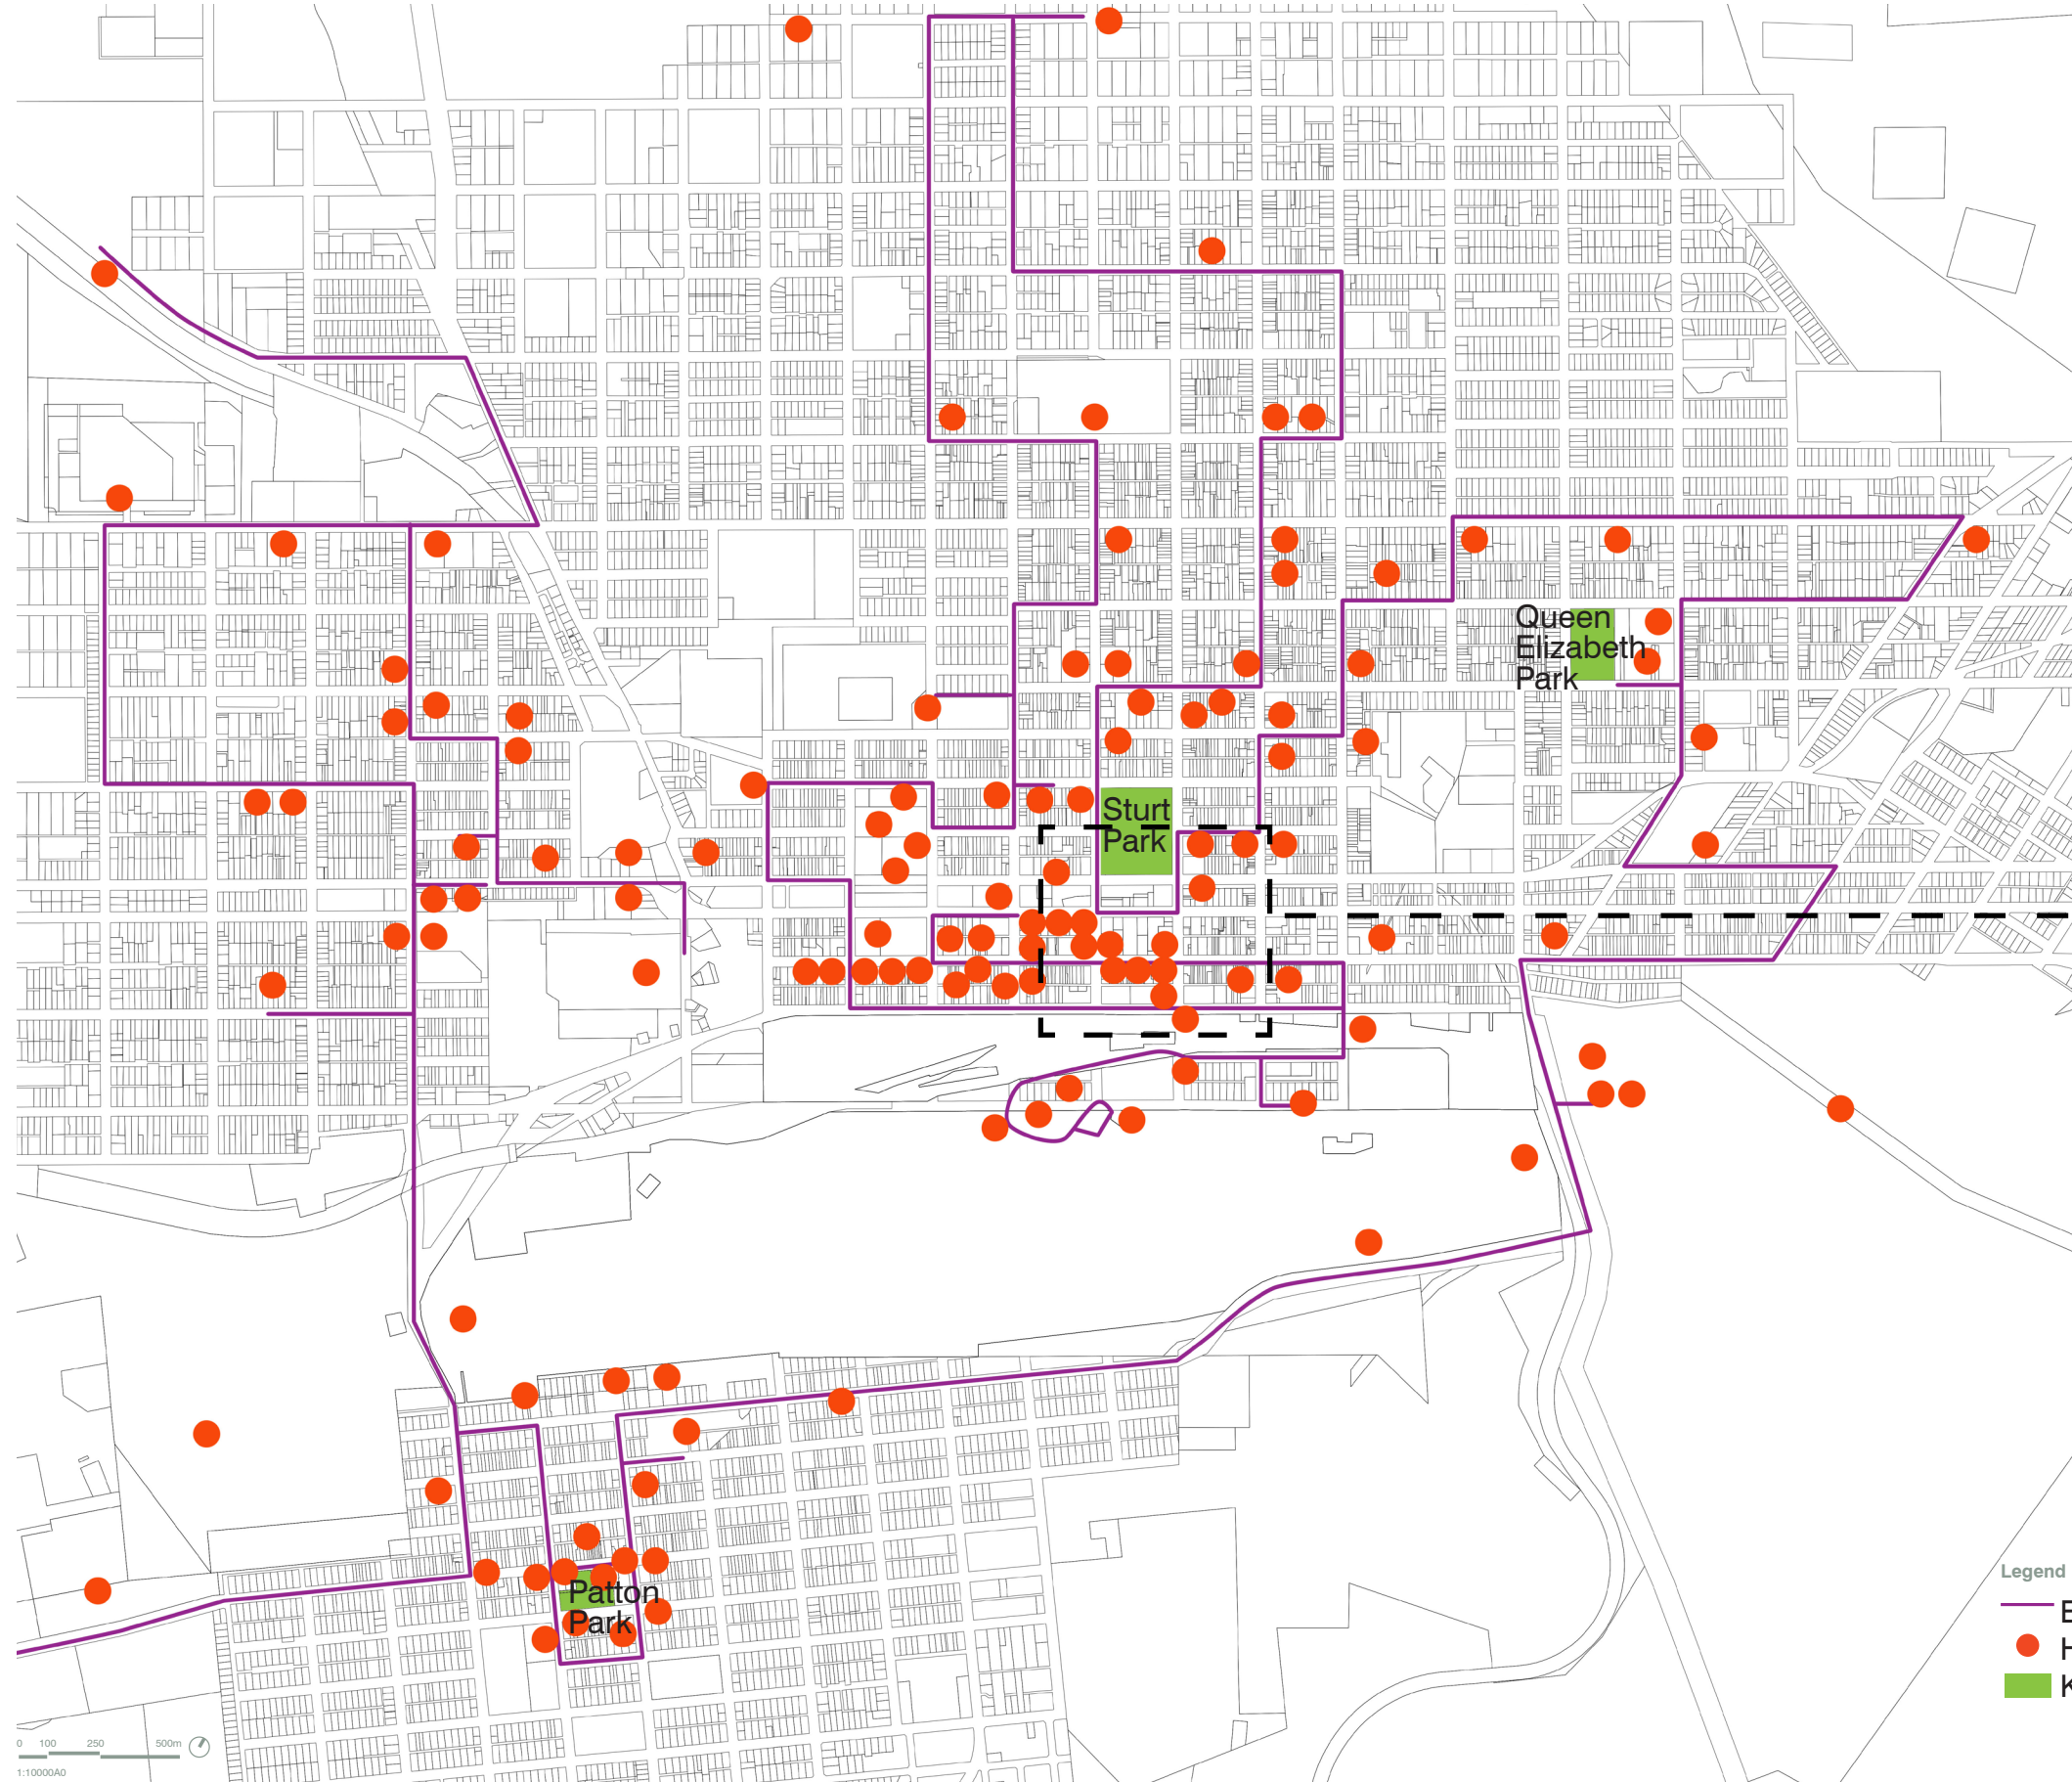 Queen
Elizabeth
Park
Sturt
Park
Patton
Park
Legend
0 100 250 500m
1:10000A0